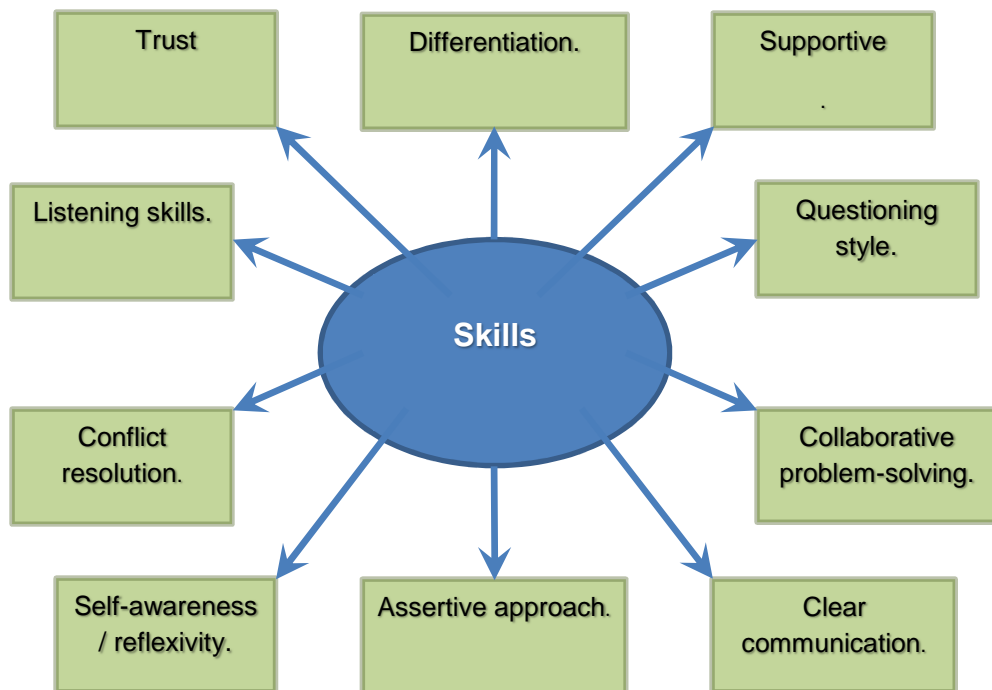 Trust
Differentiation.
Supportive
.
Listening skills.
Questioning
style.
Skills
Conflict
resolution.
Collaborative
problem-solving.
Self-awareness
/ reflexivity.
Assertive approach.
Clear
communication.